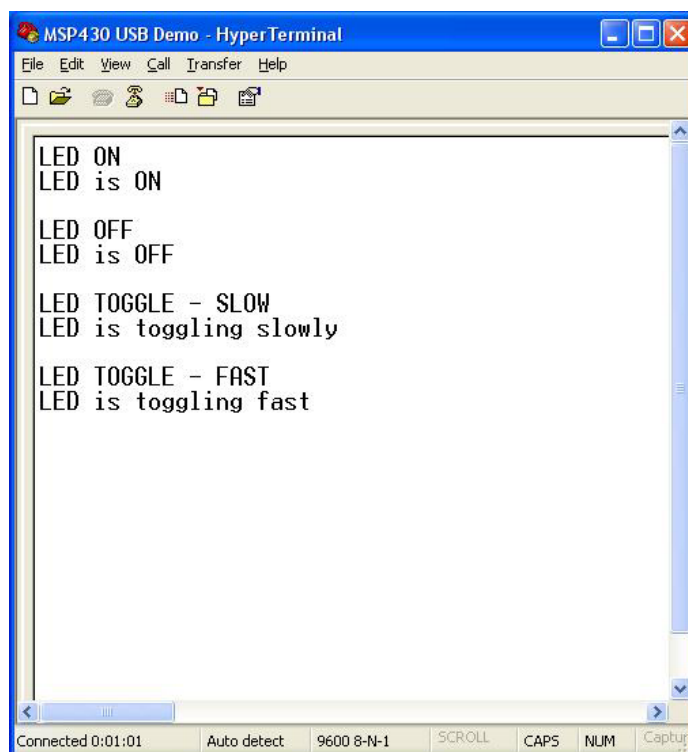 MSP430 USB Demo - HyperTerminal
File Edit View Call Transfer Help
LED ON
LED is ON
LED OFF
LED is OFF
LED TOGGLE - SLOW
LED is toggling slowly
LED TOGGLE - FAST
LED is toggling fast
Connected 0:01:01 Auto detect 9600 8-N-1 SCROLL CAPS NUM Captur